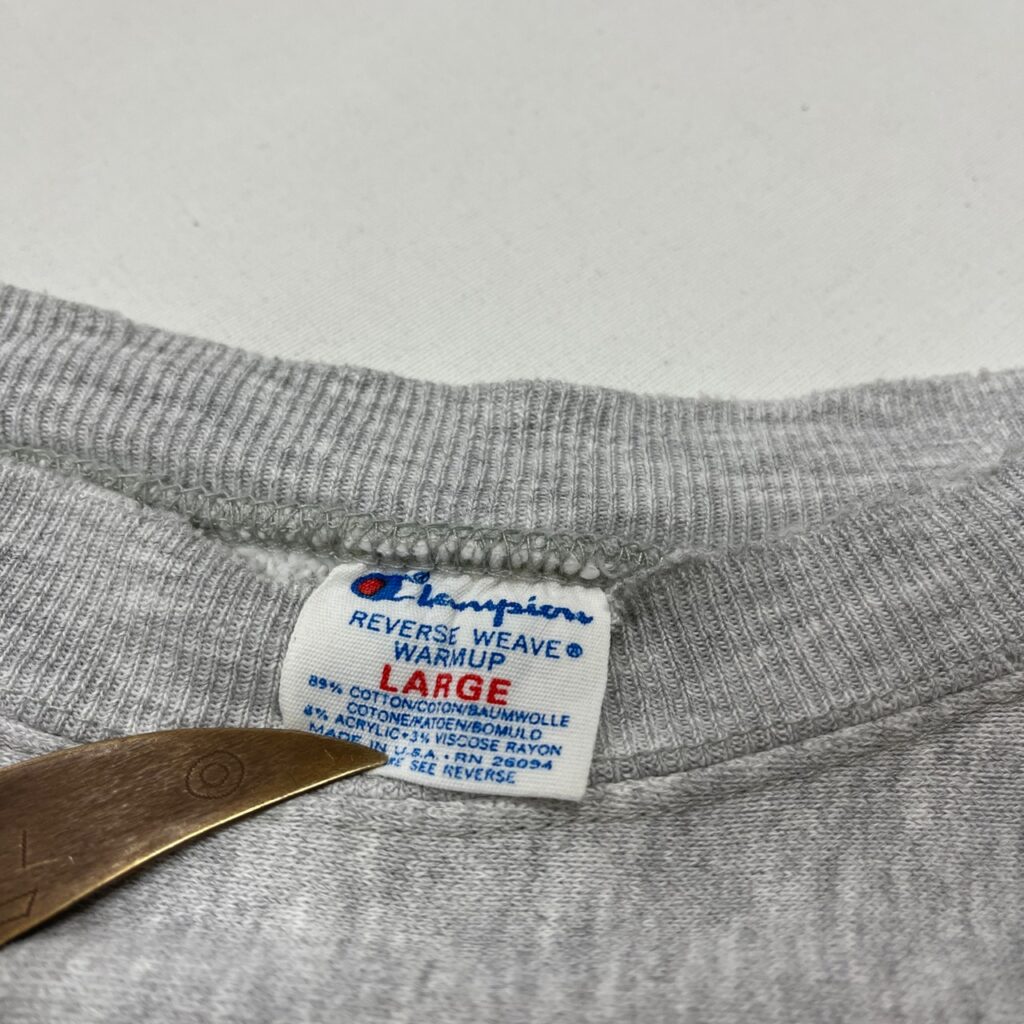 Champion
REVERSE WEAVE®
WARMUP
LARGE
89% COTTON/COTON/BAUMWOLLE
COTONE/KATOEN/BOMULD
8% ACRYLIC • 3% VISCOSE RAYON
MADE IN U.S.A. • RN 26094
SEE REVERSE